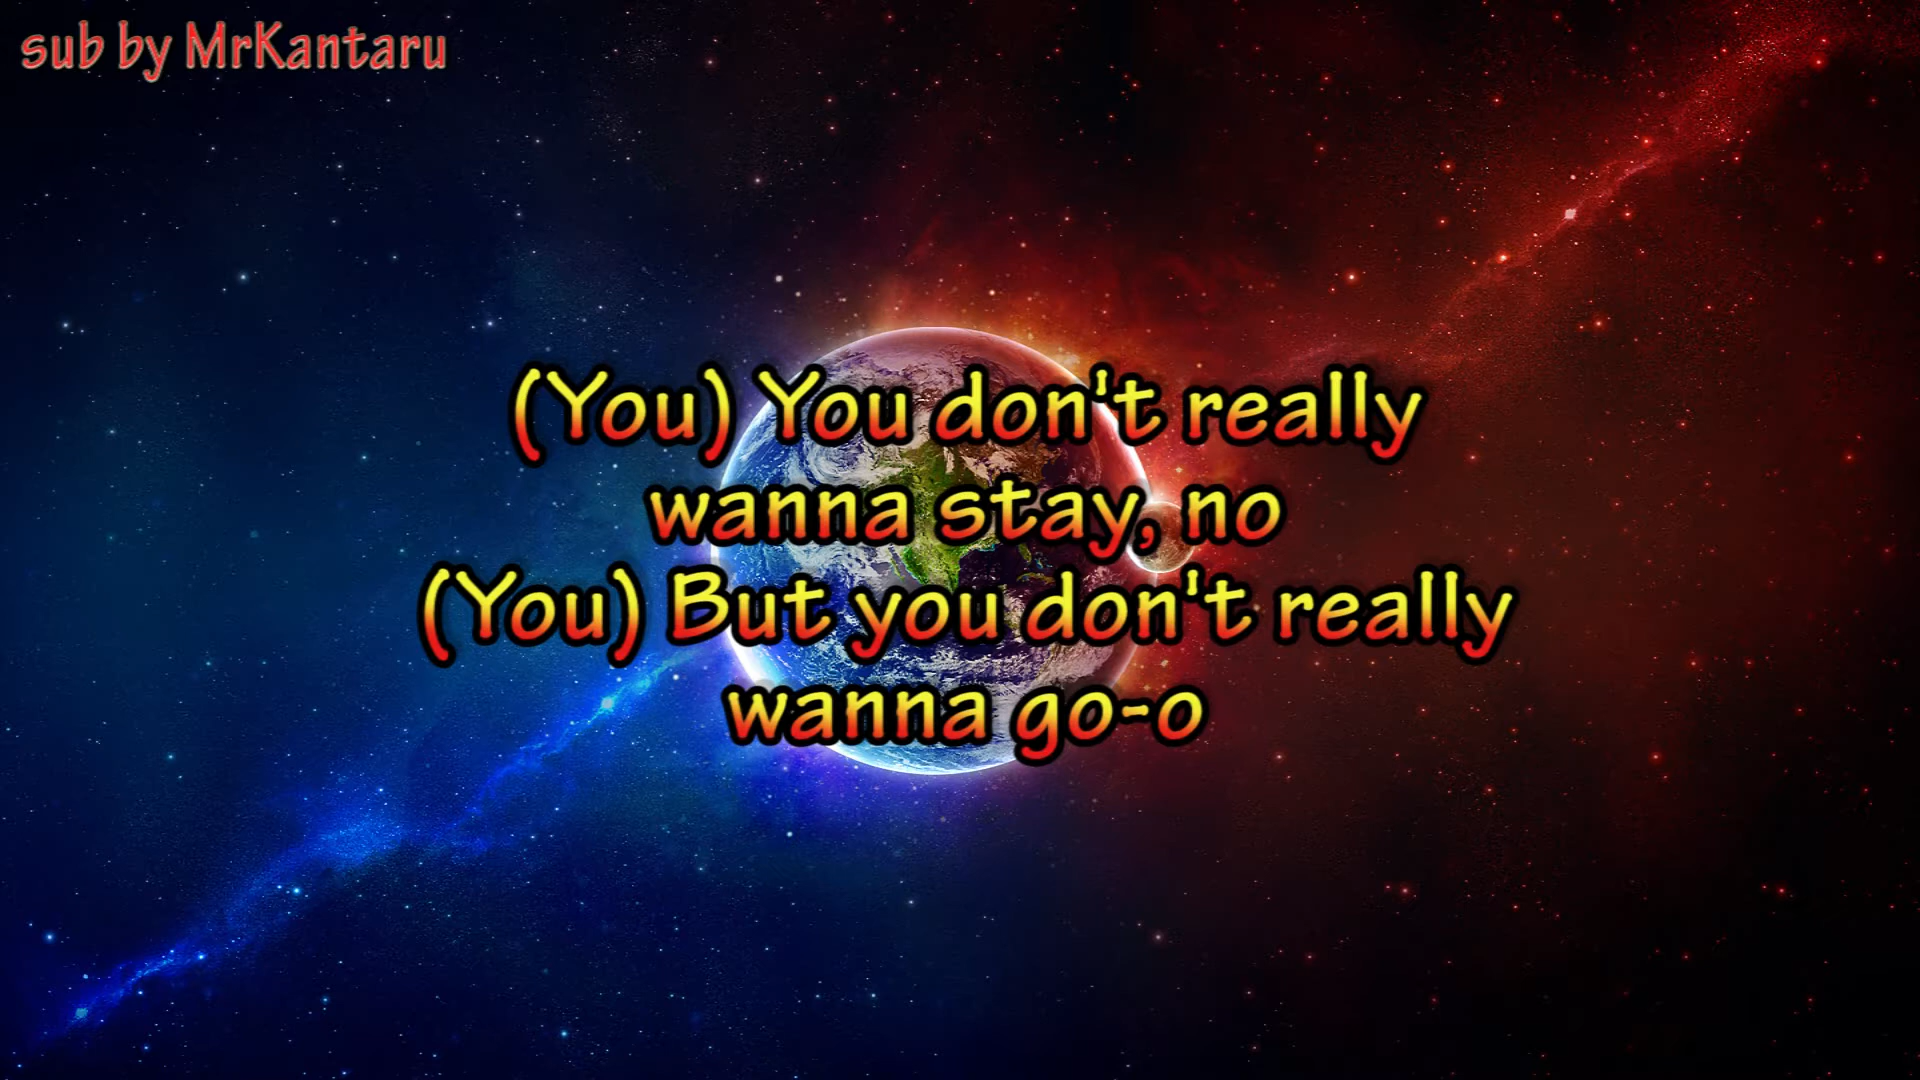 sub by MrKantaru
(You) You don't really
wanna stay, no
(You) But you don't really
wanna go-o